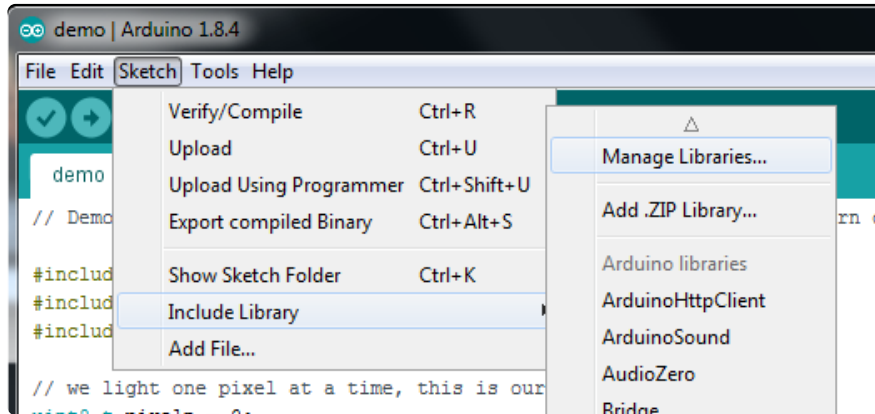 demo | Arduino 1.8.4
File Edit Sketch Tools Help
Verify/Compile Ctrl+R
Upload Ctrl+U
Upload Using Programmer Ctrl+Shift+U
Export compiled Binary Ctrl+Alt+S
Show Sketch Folder Ctrl+K
Include Library
Add File...
Manage Libraries...
Add .ZIP Library...
Arduino libraries
ArduinoHttpClient
ArduinoSound
AudioZero
Bridge
demo
// Demo
#includ
#includ
#includ
// we light one pixel at a time, this is our